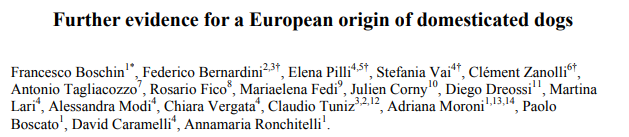 Further evidence for a European origin of domesticated dogs
Francesco Boschin1*, Federico Bernardini2,3†, Elena Pilli4,5†, Stefania Vai4†, Clément Zanolli6†,
Antonio Tagliacozzo7, Rosario Fico8, Mariaelena Fedi9, Julien Corny10, Diego Dreossi11, Martina
Lari4, Alessandra Modi4, Chiara Vergata4, Claudio Tuniz3,2,12, Adriana Moroni1,13,14, Paolo
Boscato1, David Caramelli4, Annamaria Ronchitelli1.